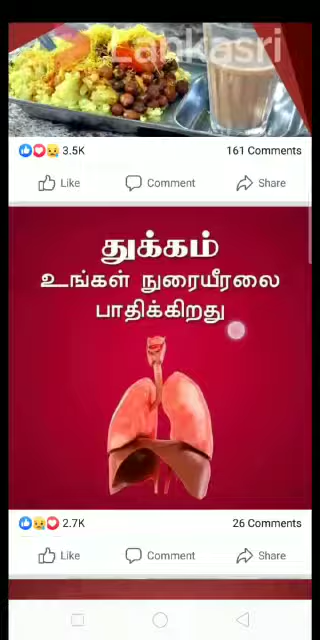 Lankasri
3.5K 161 Comments
Like Comment Share
துக்கம்
உங்கள் நுரையீரலை
பாதிக்கிறது
2.7K 26 Comments
Like Comment Share